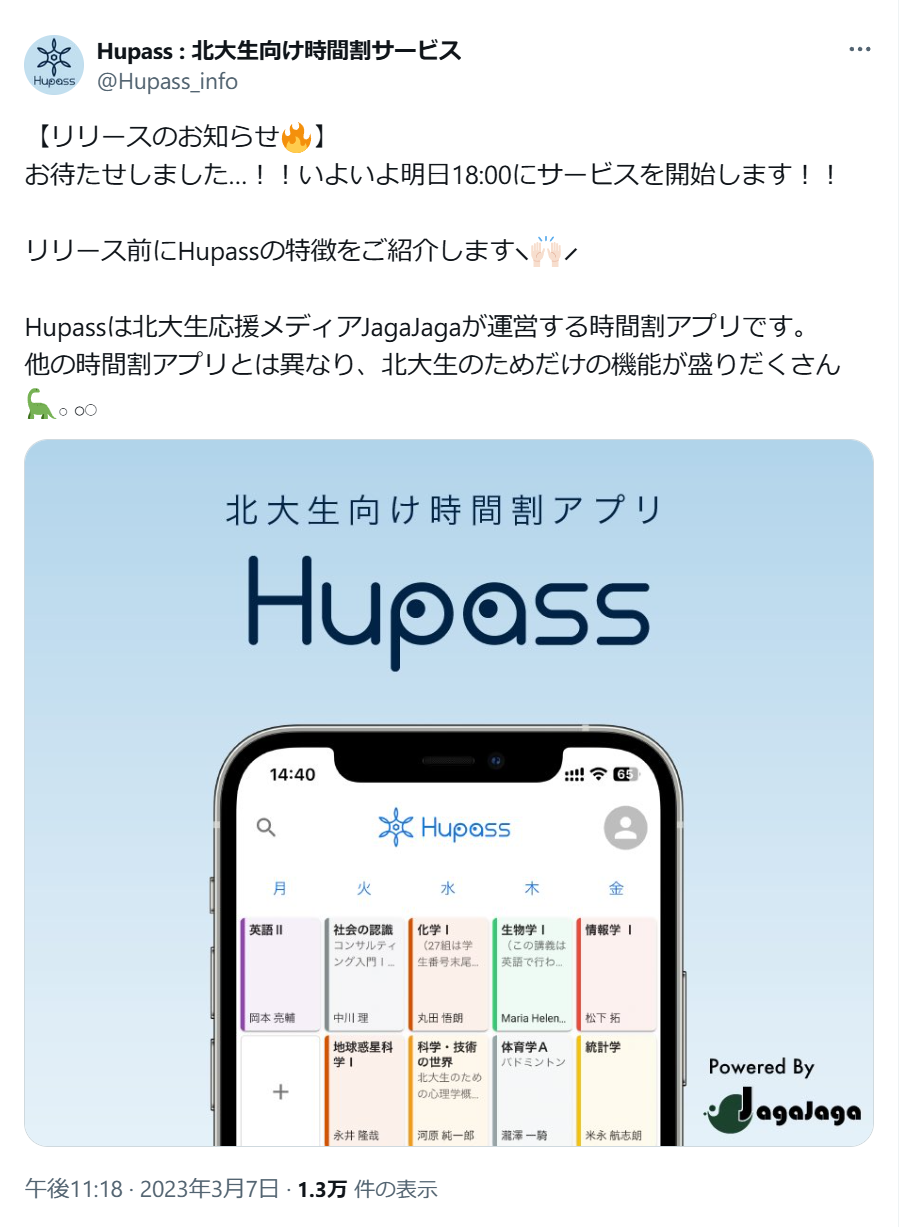 Hupass : 北大生向け時間割サービス
@Hupass_info
Hupass
【リリースのお知らせ🔥】
お待たせしました...！！いよいよ明日18:00にサービスを開始します！！
リリース前にHupassの特徴をご紹介します⸜🙌🏻⸝
Hupassは北大生応援メディアJagaJagaが運営する時間割アプリです。
他の時間割アプリとは異なり、北大生のためだけの機能が盛りだくさん
🦕𓈒 𓂂𓏸
北大生向け時間割アプリ
Hupass
14:40
65
Hupass
月 火 水 木 金
英語 II
岡本 亮輔
社会の認識
コンサルティ
ング入門 I ...
中川 理
化学 I
（27組は学
生番号末尾...
丸田 悟朗
生物学 I
（この講義は
英語で行わ...
Maria Helen...
情報学 I
松下 拓
+
地球惑星科
学 I
永井 隆哉
科学・技術
の世界
北大生のため
の心理学概...
河原 純一郎
体育学A
バドミントン
瀧澤 一騎
統計学
米永 航志朗
Powered By
JagaJaga
午後11:18 · 2023年3月7日 · 1.3万 件の表示